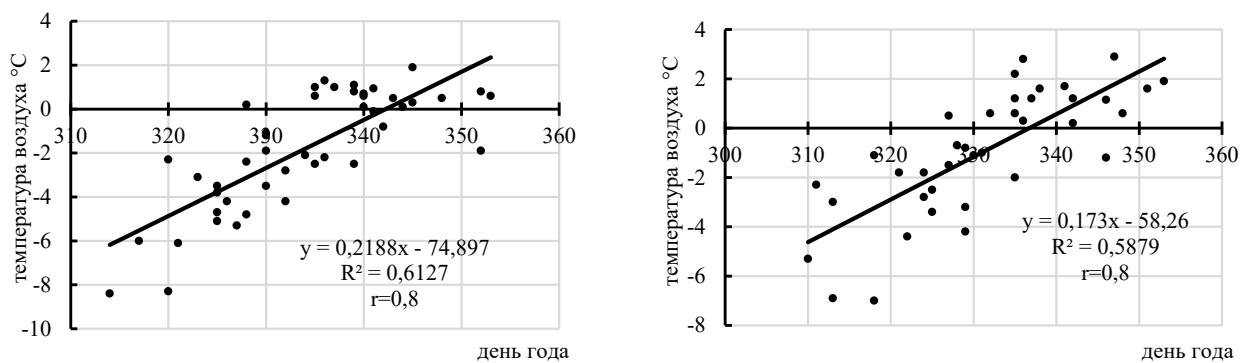 4
2
0
-2
-4
-6
-8
-10
310 320 330 340 350 360
температура воздуха °C
y = 0,2188x - 74,897
R² = 0,6127
r=0,8
день года
4
2
0
-2
-4
-6
-8
300 310 320 330 340 350 360
температура воздуха °C
y = 0,173x - 58,26
R² = 0,5879
r=0,8
день года